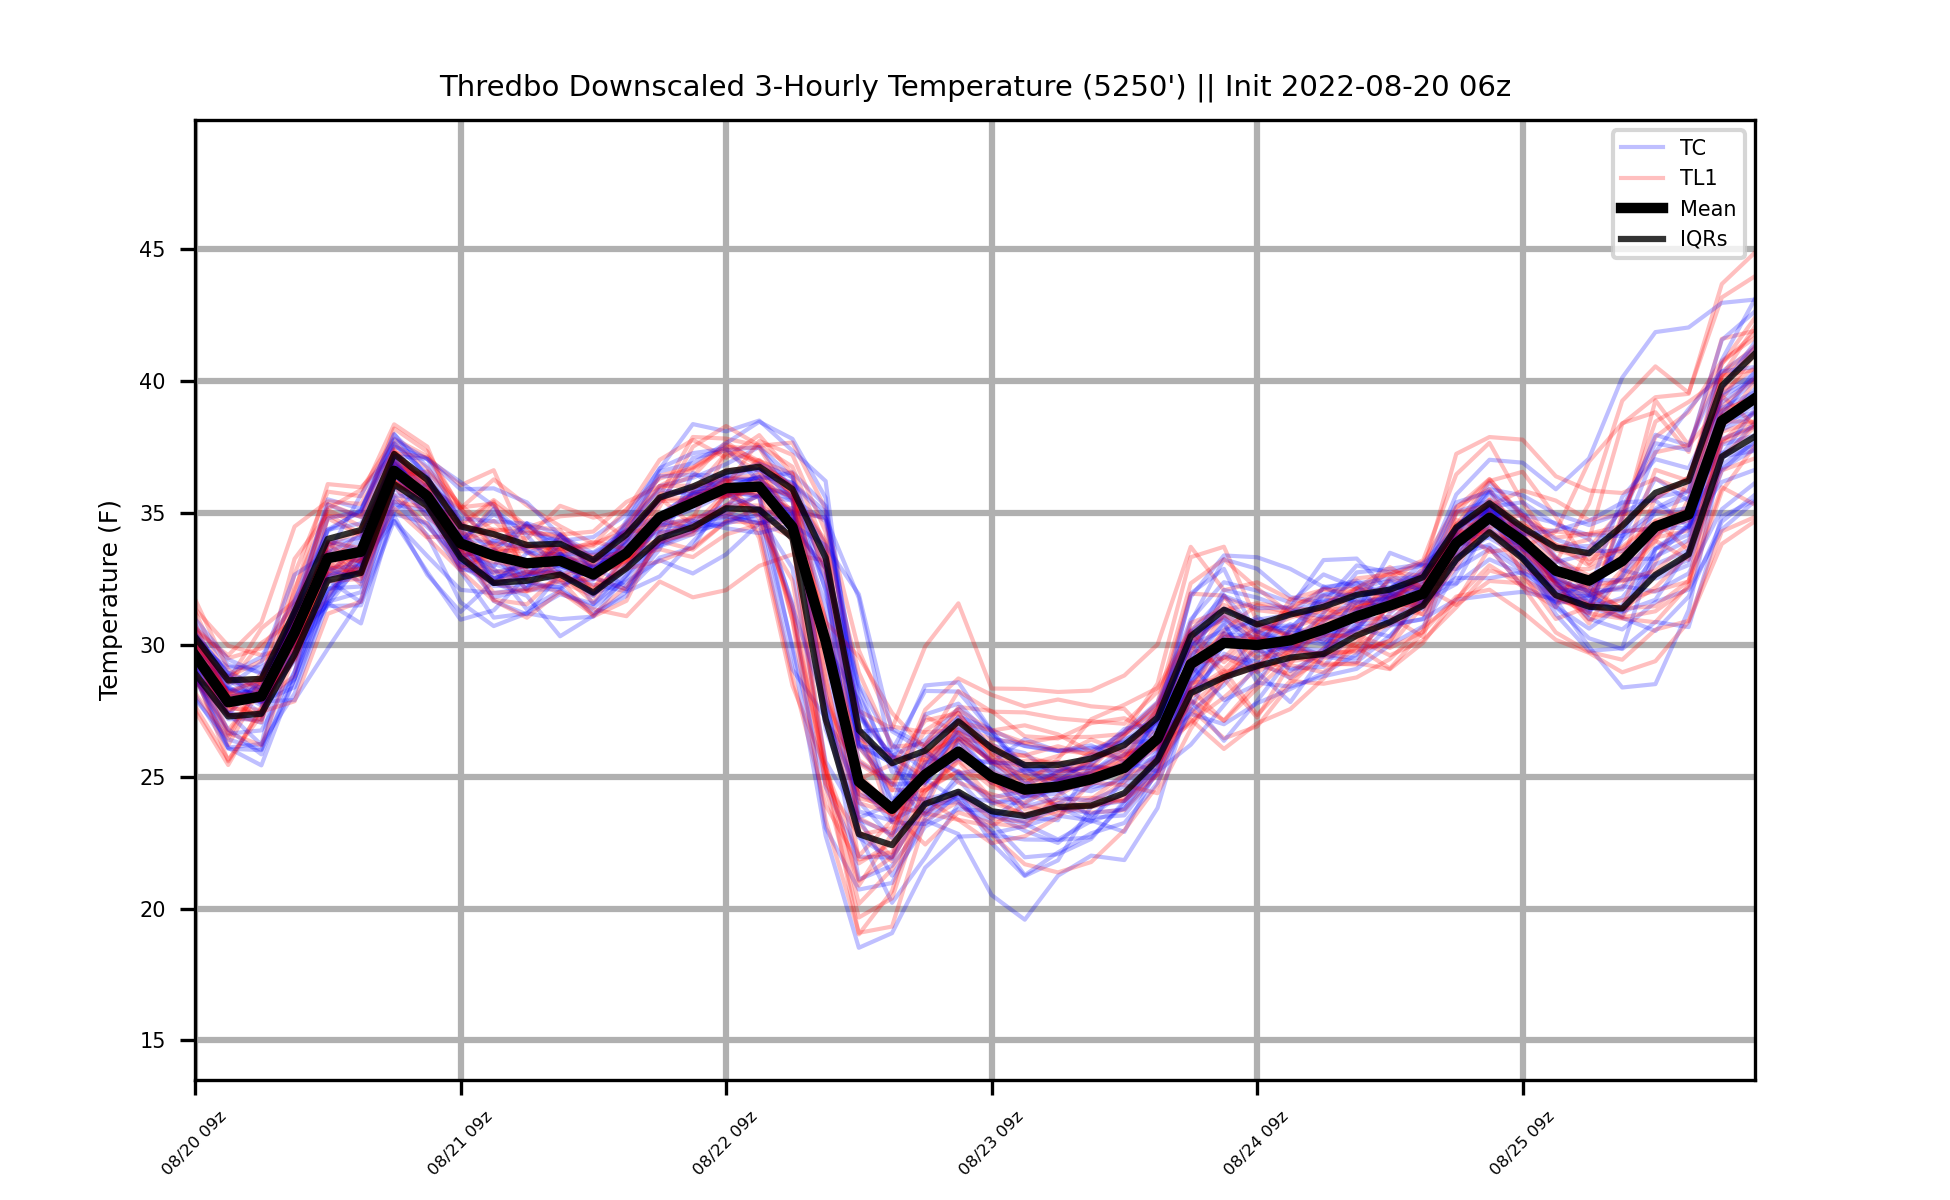 Thredbo Downscaled 3-Hourly Temperature (5250') || Init 2022-08-20 06z
TC
TL1
Mean
IQRs
Temperature (F)
45
40
35
30
25
20
15
08/20 09z
08/21 09z
08/22 09z
08/23 09z
08/24 09z
08/25 09z